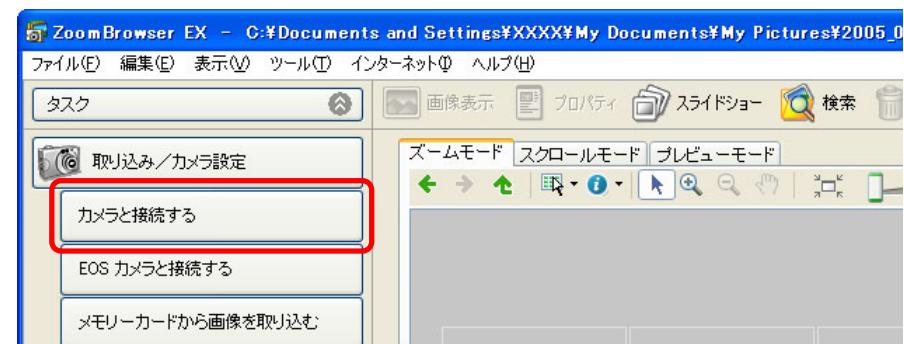 ZoomBrowser EX - C:¥Documents and Settings¥XXXX¥My Documents¥My Pictures¥2005_0
ファイル(F) 編集(E) 表示(V) ツール(T) インターネット(I) ヘルプ(H)
タスク 画像表示 プロパティ スライドショー 検索
取り込み／カメラ設定
ズームモード スクロールモード プレビューモード
カメラと接続する
EOS カメラと接続する
メモリーカードから画像を取り込む